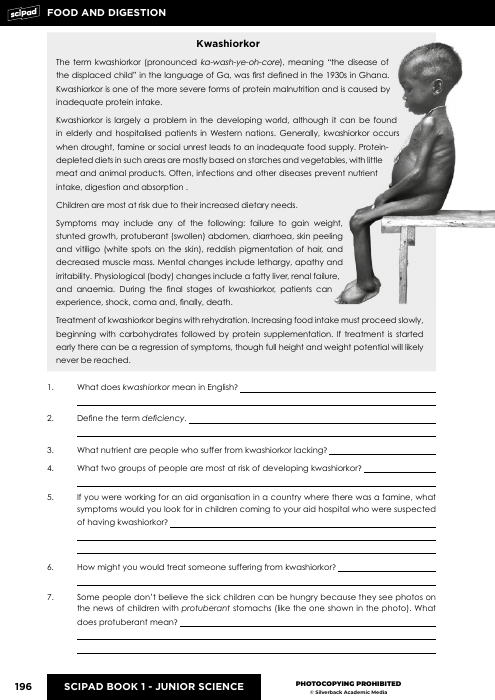 scipad FOOD AND DIGESTION
Kwashiorkor
The term kwashiorkor (pronounced ka-wash-ye-oh-core), meaning "the disease of
the displaced child" in the language of Ga, was first defined in the 1930s in Ghana.
Kwashiorkor is one of the more severe forms of protein malnutrition and is caused by
inadequate protein intake.
Kwashiorkor is largely a problem in the developing world, although it can be found
in elderly and hospitalised patients in Western nations. Generally, kwashiorkor occurs
when drought, famine or social unrest leads to an inadequate food supply. Protein-
depleted diets in such areas are mostly based on starches and vegetables, with little
meat and animal products. Often, infections and other diseases prevent nutrient
intake, digestion and absorption .
Children are most at risk due to their increased dietary needs.
Symptoms may include any of the following: failure to gain weight,
stunted growth, protuberant (swollen) abdomen, diarrhoea, skin peeling
and vitiligo (white spots on the skin), reddish pigmentation of hair, and
decreased muscle mass. Mental changes include lethargy, apathy and
irritability. Physiological (body) changes include a fatty liver, renal failure,
and anaemia. During the final stages of kwashiorkor, patients can
experience, shock, coma and, finally, death.
Treatment of kwashiorkor begins with rehydration. Increasing food intake must proceed slowly,
beginning with carbohydrates followed by protein supplementation. If treatment is started
early there can be a regression of symptoms, though full height and weight potential will likely
never be reached.
1. What does kwashiorkor mean in English?
2. Define the term deficiency.
3. What nutrient are people who suffer from kwashiorkor lacking?
4. What two groups of people are most at risk of developing kwashiorkor?
5. If you were working for an aid organisation in a country where there was a famine, what
symptoms would you look for in children coming to your aid hospital who were suspected
of having kwashiorkor?
6. How might you would treat someone suffering from kwashiorkor?
7. Some people don't believe the sick children can be hungry because they see photos on
the news of children with protuberant stomachs (like the one shown in the photo). What
does protuberant mean?
196 SCIPAD BOOK 1 - JUNIOR SCIENCE PHOTOCOPYING PROHIBITED
© Silverback Academic Media